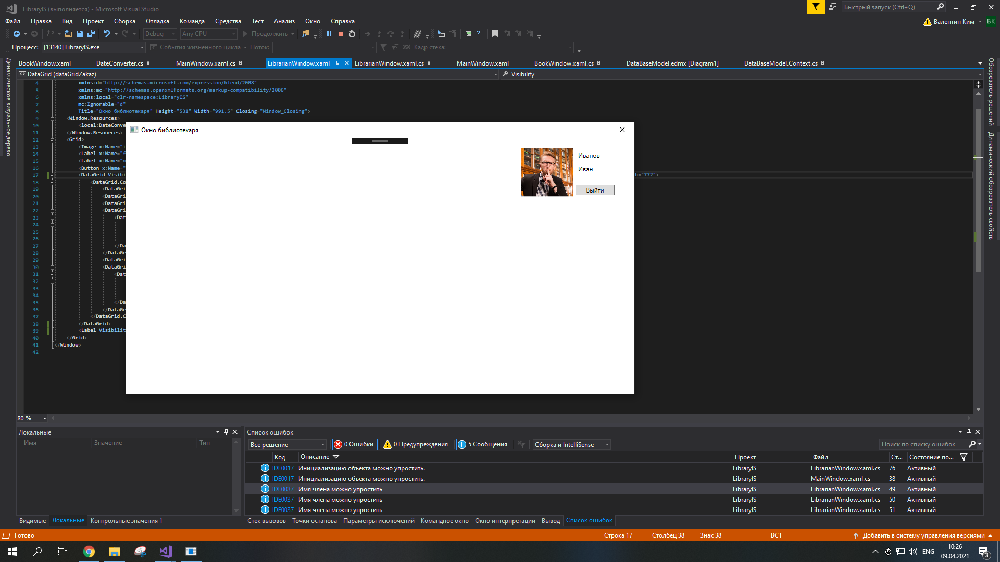 LibraryIS (выполняется) - Microsoft Visual Studio
Быстрый запуск (Ctrl+Q)
Файл Правка Вид Проект Сборка Отладка Команда Средства Тест Анализ Окно Справка
Валентин Ким ВК
Debug Any CPU Продолжить
Процесс: [13140] LibraryIS.exe События жизненного цикла Поток: Кадр стека:
BookWindow.xaml DateConverter.cs MainWindow.xaml.cs LibrarianWindow.xaml LibrarianWindow.xaml.cs MainWindow.xaml BookWindow.xaml.cs DataBaseModel.edmx [Diagram1] DataBaseModel.Context.cs
DataGrid (dataGridZakaz) Visibility
Динамическое визуальное дерево
Обозреватель решений
Динамический обозреватель свойств
4 xmlns:d="http://schemas.microsoft.com/expression/blend/2008"
5 xmlns:mc="http://schemas.openxmlformats.org/markup-compatibility/2006"
6 xmlns:local="clr-namespace:LibraryIS"
7 mc:Ignorable="d"
8 Title="Окно библиотекаря" Height="531" Width="991.5" Closing="Window_Closing">
9 <Window.Resources>
10 <local:DateConve
11 </Window.Resources>
12 <Grid>
13 <Image x:Name="i
14 <Label x:Name="f
15 <Label x:Name="n
16 <Button x:Name="
17 <DataGrid Visibi h="772">
18 <DataGrid.Co
19 <DataGri
20 <DataGri
21 <DataGri
22 <DataGri
23 <Dat
24
25
26
27 </Da
28 </DataGr
29 <DataGri
30 <DataGri
31 <Dat
32
33
34
35 </Da
36 </DataGr
37 </DataGrid.C
38 </DataGrid>
39 <Label Visibilit
40 </Grid>
41 </Window>
42
Окно библиотекаря
Иванов
Иван
Выйти
80 %
Локальные
Имя Значение Тип
Видимые Локальные Контрольные значения 1
Список ошибок
Все решение 0 Ошибки 0 Предупреждения 5 Сообщения Сборка и IntelliSense Поиск по списку ошибок
Код Описание Проект Файл Ст... Состояние по...
IDE0017 Инициализацию объекта можно упростить. LibraryIS LibrarianWindow.xaml.cs 76 Активный
IDE0017 Инициализацию объекта можно упростить. LibraryIS MainWindow.xaml.cs 38 Активный
IDE0037 Имя члена можно упростить LibraryIS LibrarianWindow.xaml.cs 49 Активный
IDE0037 Имя члена можно упростить LibraryIS LibrarianWindow.xaml.cs 50 Активный
IDE0037 Имя члена можно упростить LibraryIS LibrarianWindow.xaml.cs 51 Активный
Стек вызовов Точки останова Параметры исключений Командное окно Окно интерпретации Вывод Список ошибок
Готово Строка 17 Столбец 38 Знак 38 ВСТ Добавить в систему управления версиями
ENG 10:26
09.04.2021 3